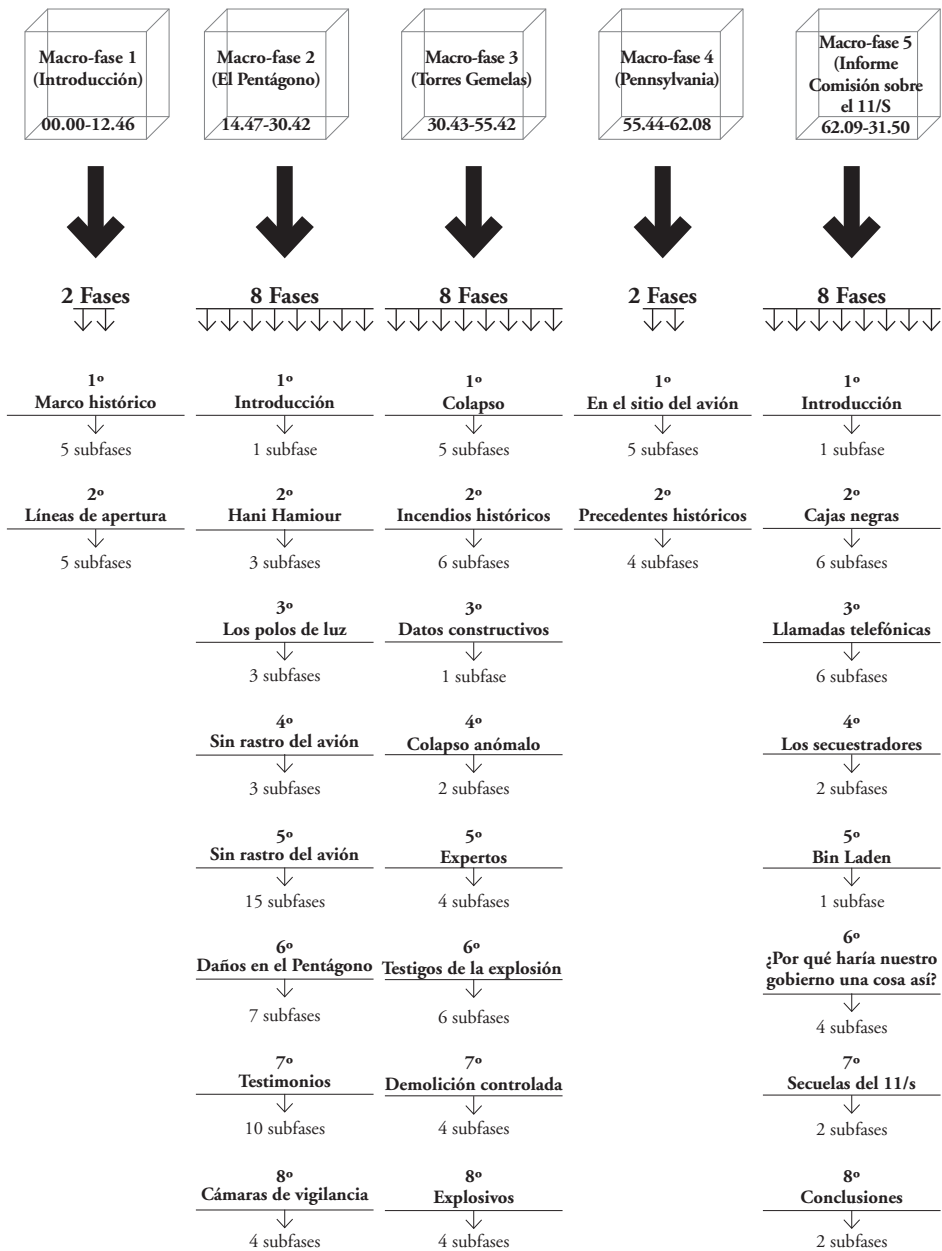 Macro-fase 1
(Introducción)
00.00-12.46
Macro-fase 2
(El Pentágono)
14.47-30.42
Macro-fase 3
(Torres Gemelas)
30.43-55.42
Macro-fase 4
(Pennsylvania)
55.44-62.08
Macro-fase 5
(Informe
Comisión sobre
el 11/S
62.09-31.50
2 Fases
8 Fases
8 Fases
2 Fases
8 Fases
1º
Marco histórico
5 subfases
2º
Líneas de apertura
5 subfases
1º
Introducción
1 subfase
2º
Hani Hamiour
3 subfases
3º
Los polos de luz
3 subfases
4º
Sin rastro del avión
3 subfases
5º
Sin rastro del avión
15 subfases
6º
Daños en el Pentágono
7 subfases
7º
Testimonios
10 subfases
8º
Cámaras de vigilancia
4 subfases
1º
Colapso
5 subfases
2º
Incendios históricos
6 subfases
3º
Datos constructivos
1 subfase
4º
Colapso anómalo
2 subfases
5º
Expertos
4 subfases
6º
Testigos de la explosión
6 subfases
7º
Demolición controlada
4 subfases
8º
Explosivos
4 subfases
1º
En el sitio del avión
5 subfases
2º
Precedentes históricos
4 subfases
1º
Introducción
1 subfase
2º
Cajas negras
6 subfases
3º
Llamadas telefónicas
6 subfases
4º
Los secuestradores
2 subfases
5º
Bin Laden
1 subfase
6º
¿Por qué haría nuestro
gobierno una cosa así?
4 subfases
7º
Secuelas del 11/s
2 subfases
8º
Conclusiones
2 subfases